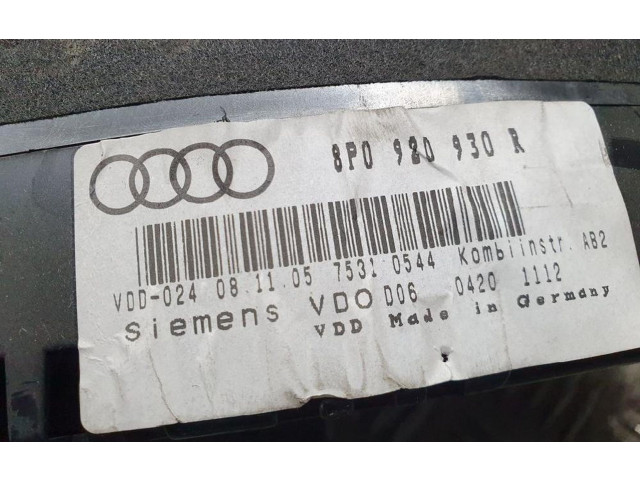 8P0 920 930 R
VDD-024 08.11.05 7531 0544 Kombiinstr. AB2
Siemens VDO D06 0420 1112
VDD Made in Germany